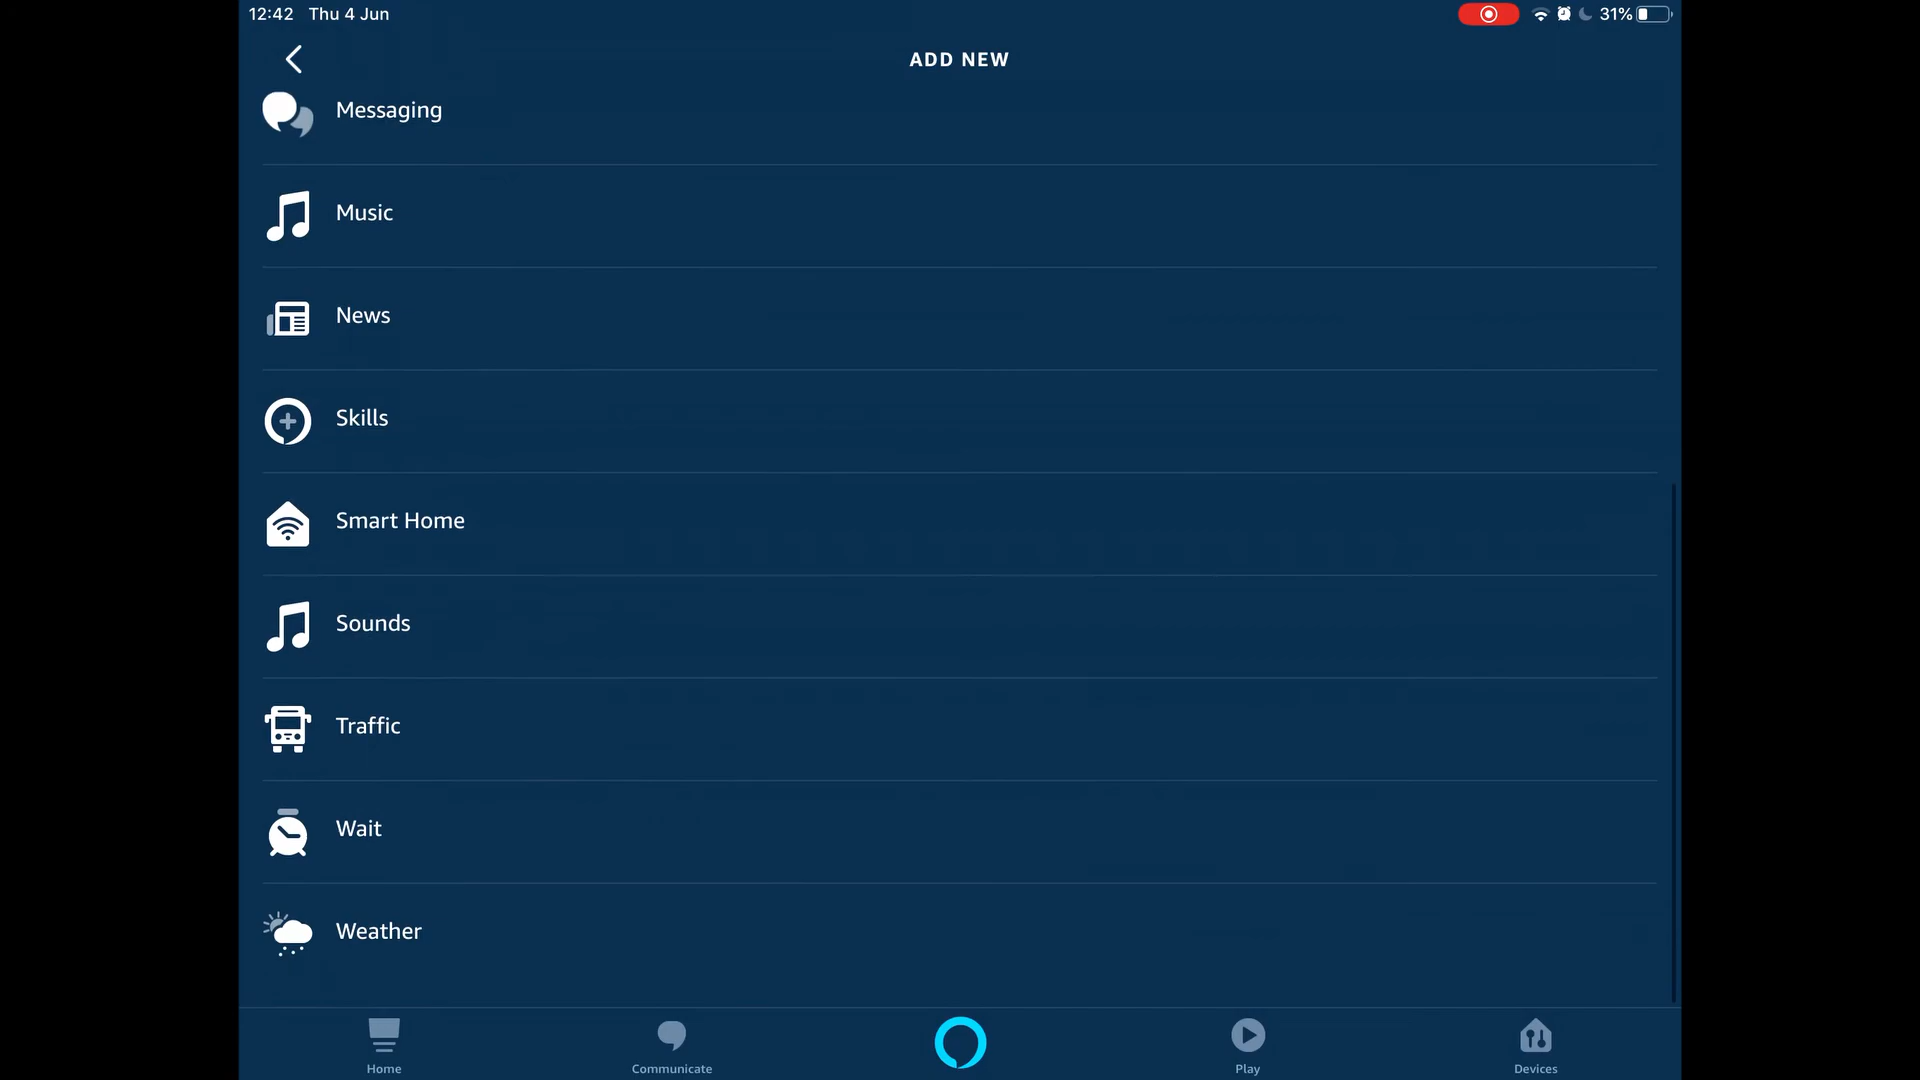 12:42 Thu 4 Jun
31%
ADD NEW
Messaging
Music
News
Skills
Smart Home
Sounds
Traffic
Wait
Weather
Home
Communicate
Play
Devices